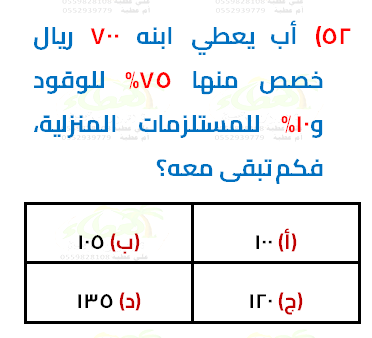 ٥٢) أب يعطي ابنه ٧٠٠ ريال
خصص منها ٧٥% للوقود
و١٠% للمستلزمات المنزلية،
فكم تبقى معه؟
(أ) ١٠٠ (ب) ١٠٥
(ج) ١٢٠ (د) ١٣٥